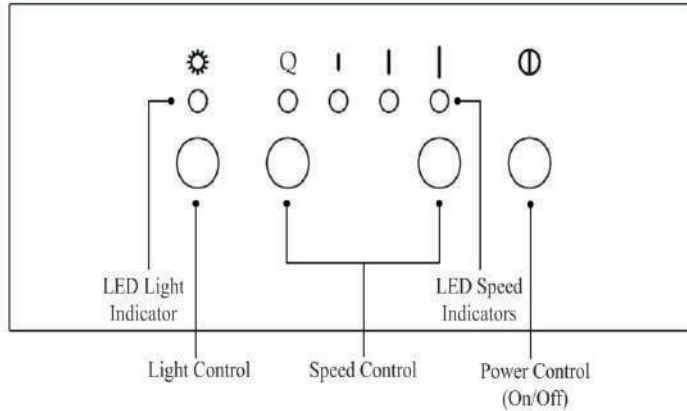 Q
LED Light
Indicator
LED Speed
Indicators
Light Control
Speed Control
Power Control
(On/Off)